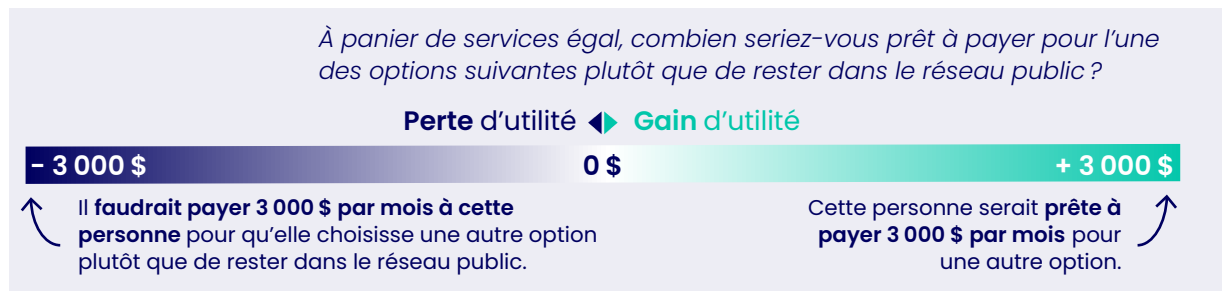 À panier de services égal, combien seriez-vous prêt à payer pour l’une
des options suivantes plutôt que de rester dans le réseau public ?
Perte d’utilité Gain d’utilité
- 3 000 $ 0 $ + 3 000 $
Il faudrait payer 3 000 $ par mois à cette
personne pour qu’elle choisisse une autre option
plutôt que de rester dans le réseau public.
Cette personne serait prête à
payer 3 000 $ par mois pour
une autre option.